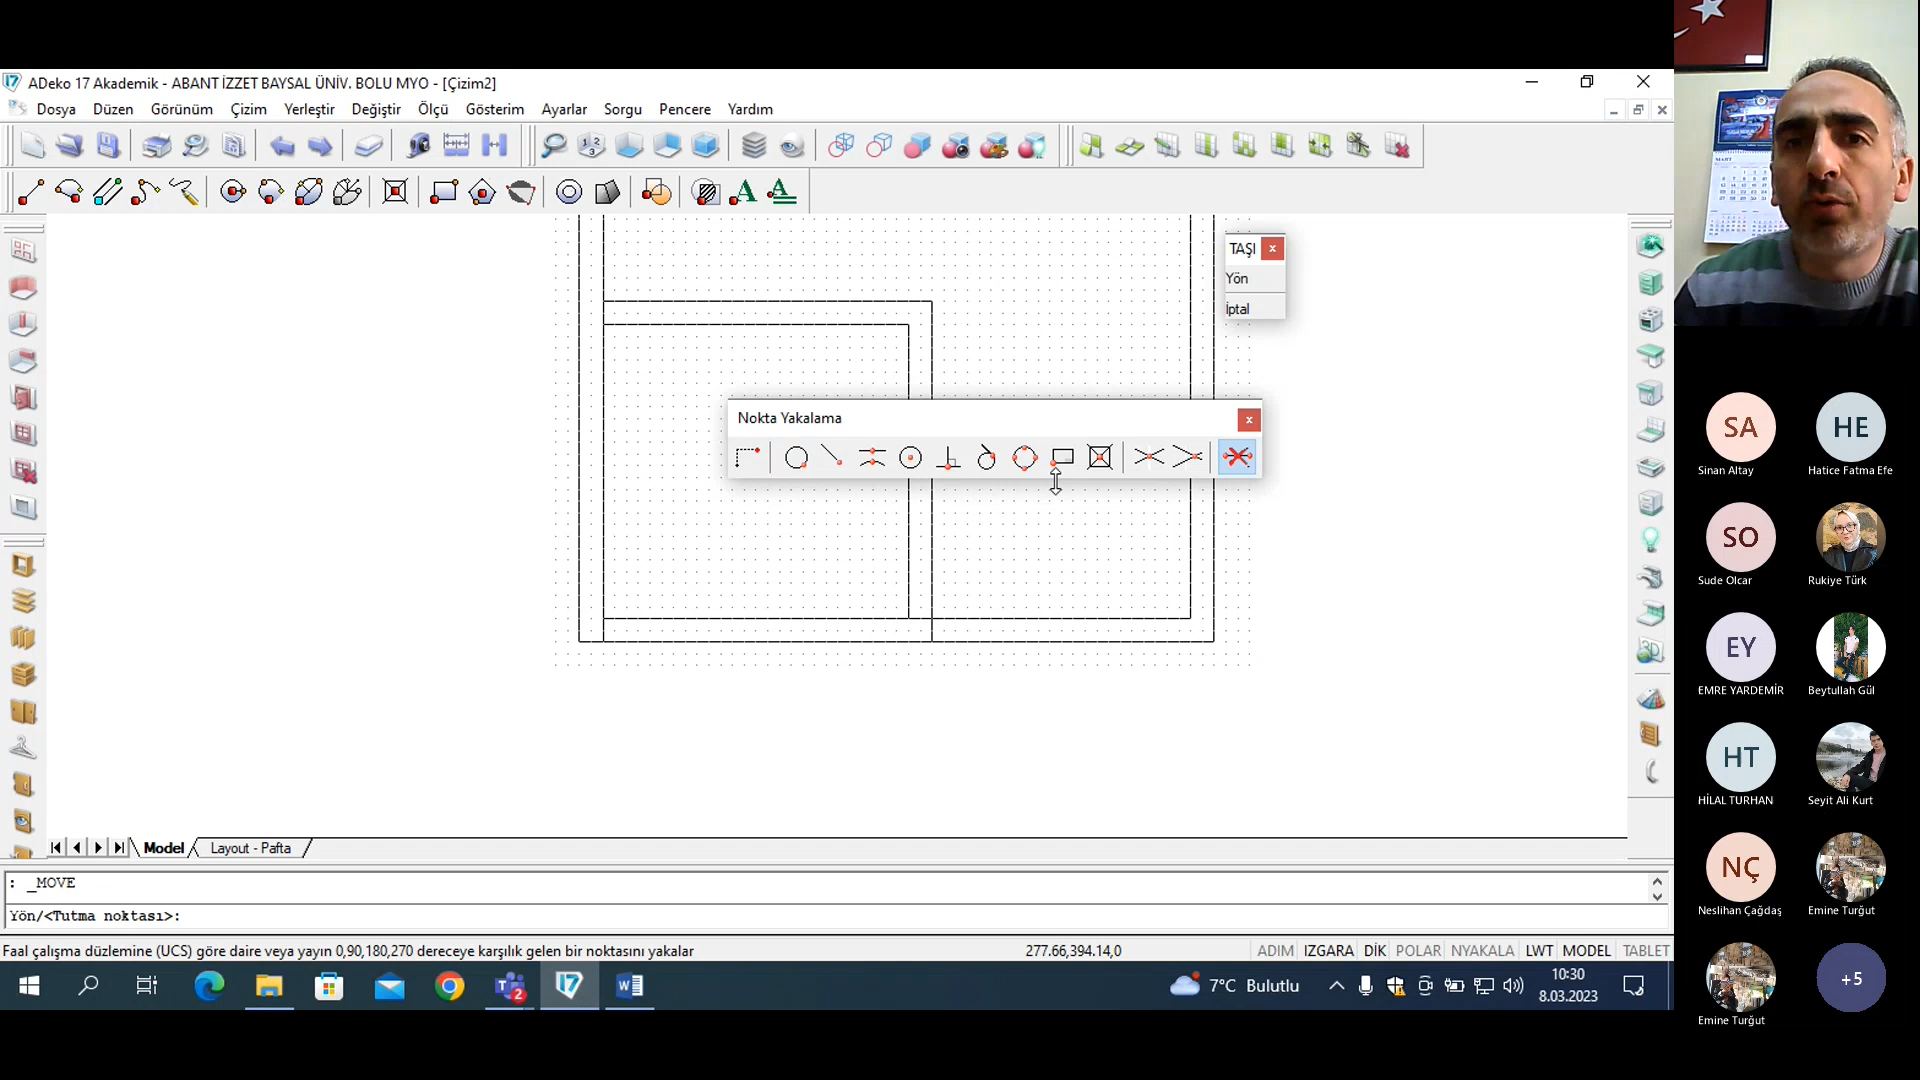 ADeko 17 Akademik - ABANT İZZET BAYSAL ÜNİV. BOLU MYO - [Çizim2]
Dosya Düzen Görünüm Çizim Yerleştir Değiştir Ölçü Gösterim Ayarlar Sorgu Pencere Yardım
TAŞI
Yön
İptal
Nokta Yakalama
Model Layout - Pafta
: _MOVE
Yön/<Tutma noktası>:
Faal çalışma düzlemine (UCS) göre daire veya yayın 0,90,180,270 dereceye karşılık gelen bir noktasını yakalar
277.66,394.14,0
ADIM IZGARA DİK POLAR NYAKALA LWT MODEL TABLET
7°C Bulutlu
10:30
8.03.2023
MART
SA
Sinan Altay
HE
Hatice Fatma Efe
SO
Sude Olcar
Rukiye Türk
EY
EMRE YARDEMİR
Beytullah Gül
HT
HİLAL TURHAN
Seyit Ali Kurt
NÇ
Neslihan Çağdaş
Emine Turğut
Emine Turğut
+5